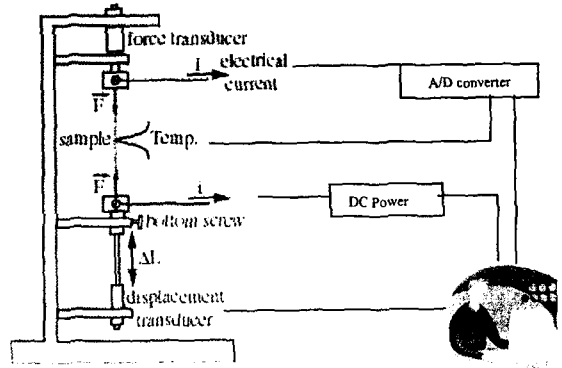 force transducer
I electrical
current
A/D converter
F
sample Temp.
F
i
DC Power
bottom screw
ΔL
displacement
transducer